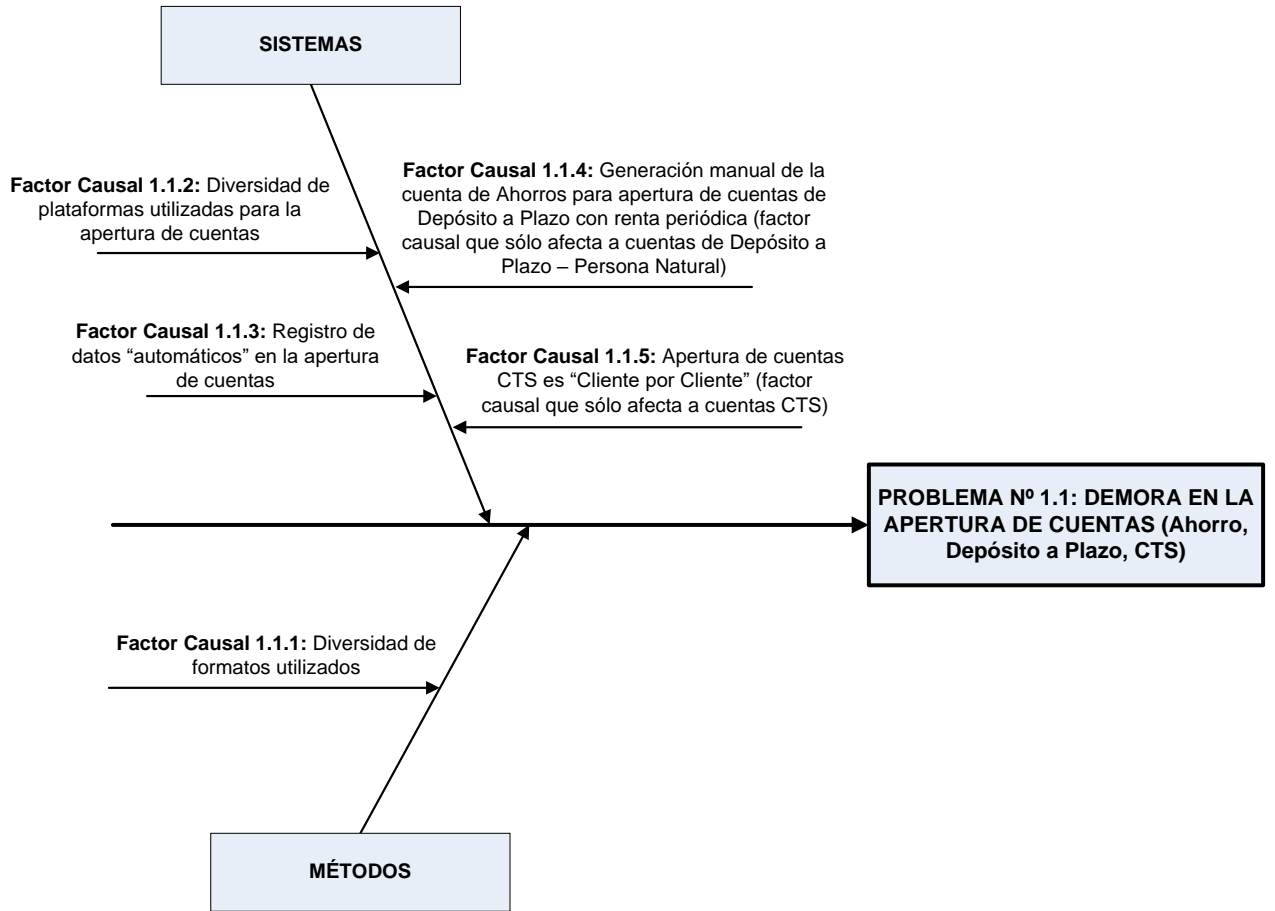 SISTEMAS
Factor Causal 1.1.2: Diversidad de
plataformas utilizadas para la
apertura de cuentas
Factor Causal 1.1.4: Generación manual de la
cuenta de Ahorros para apertura de cuentas de
Depósito a Plazo con renta periódica (factor
causal que sólo afecta a cuentas de Depósito a
Plazo – Persona Natural)
Factor Causal 1.1.3: Registro de
datos “automáticos” en la apertura
de cuentas
Factor Causal 1.1.5: Apertura de cuentas
CTS es “Cliente por Cliente” (factor
causal que sólo afecta a cuentas CTS)
PROBLEMA Nº 1.1: DEMORA EN LA
APERTURA DE CUENTAS (Ahorro,
Depósito a Plazo, CTS)
Factor Causal 1.1.1: Diversidad de
formatos utilizados
MÉTODOS